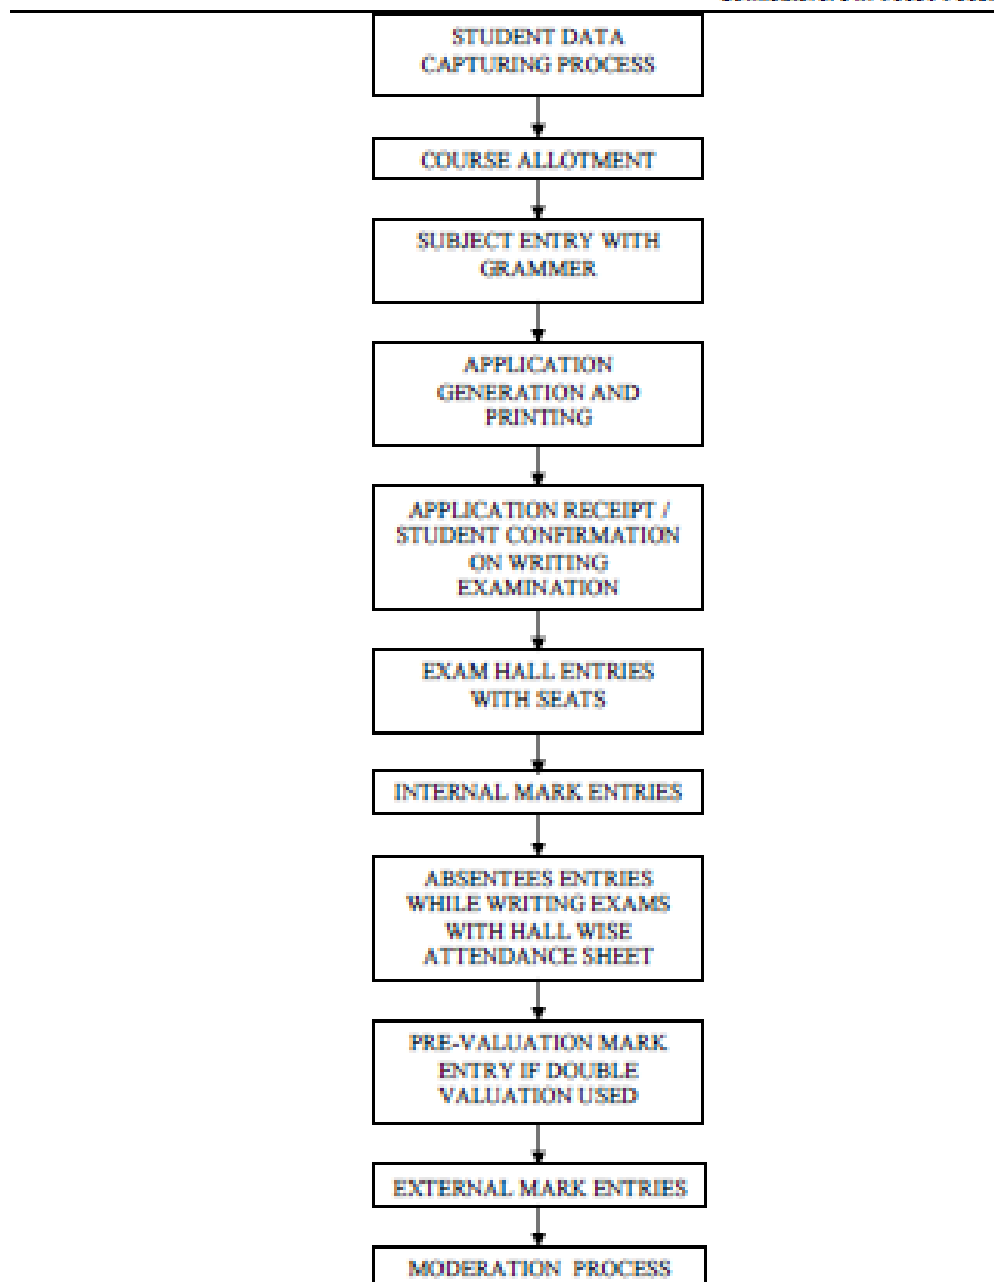 STUDENT DATA
CAPTURING PROCESS
COURSE ALLOTMENT
SUBJECT ENTRY WITH
GRAMMER
APPLICATION
GENERATION AND
PRINTING
APPLICATION RECEIPT /
STUDENT CONFIRMATION
ON WRITING
EXAMINATION
EXAM HALL ENTRIES
WITH SEATS
INTERNAL MARK ENTRIES
ABSENTEES ENTRIES
WHILE WRITING EXAMS
WITH HALL WISE
ATTENDANCE SHEET
PRE-VALUATION MARK
ENTRY IF DOUBLE
VALUATION USED
EXTERNAL MARK ENTRIES
MODERATION PROCESS